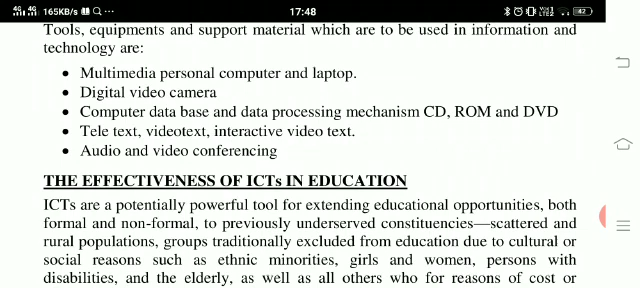 4G 4G 165KB/s Q ··· 17:48 VoLTE LTE2 42
Tools, equipments and support material which are to be used in information and
technology are:
• Multimedia personal computer and laptop.
• Digital video camera
• Computer data base and data processing mechanism CD, ROM and DVD
• Tele text, videotext, interactive video text.
• Audio and video conferencing
THE EFFECTIVENESS OF ICTs IN EDUCATION
ICTs are a potentially powerful tool for extending educational opportunities, both
formal and non-formal, to previously underserved constituencies—scattered and
rural populations, groups traditionally excluded from education due to cultural or
social reasons such as ethnic minorities, girls and women, persons with
disabilities, and the elderly, as well as all others who for reasons of cost or